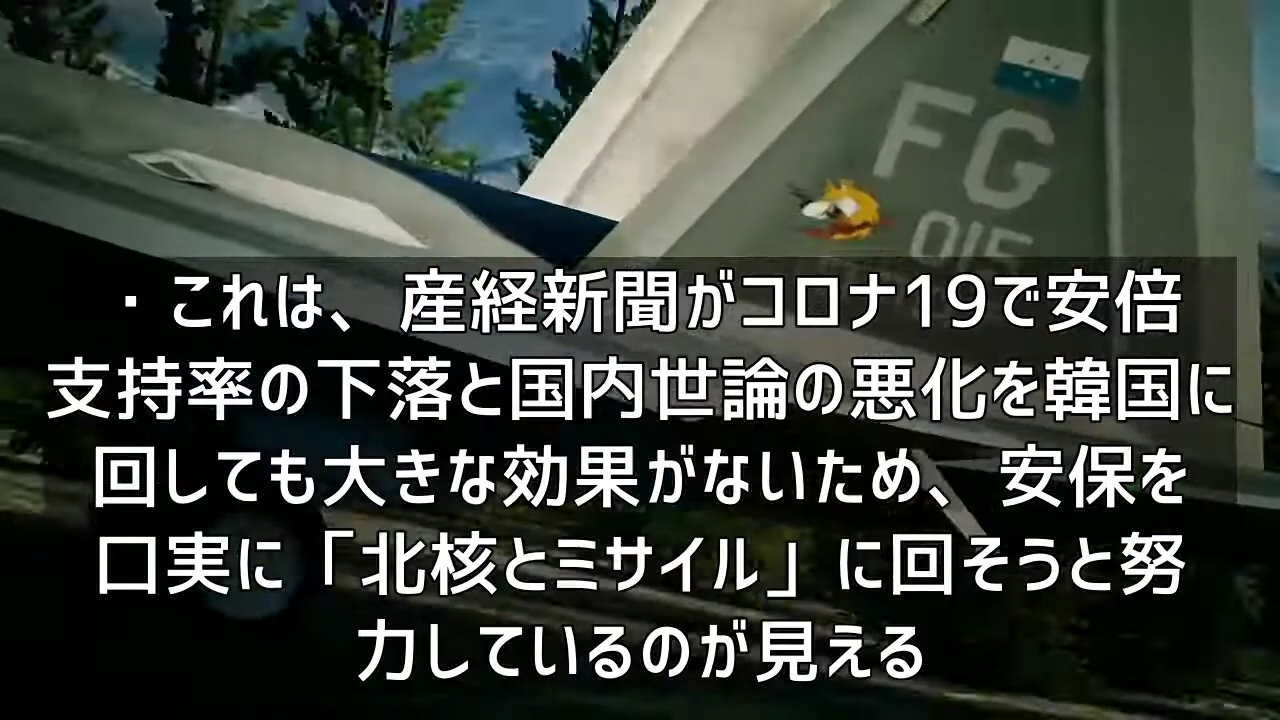 FG
015
・これは、産経新聞がコロナ19で安倍
支持率の下落と国内世論の悪化を韓国に
回しても大きな効果がないため、安保を
口実に「北核とミサイル」に回そうと努
力しているのが見える